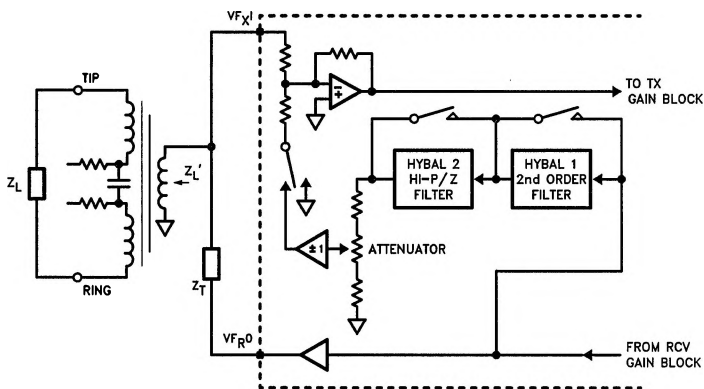 VFXI
TIP
TO TX
GAIN BLOCK
ZL
ZL'
HYBAL 2
HI-P/Z
FILTER
HYBAL 1
2nd ORDER
FILTER
±1
ATTENUATOR
ZT
RING
VFRO
FROM RCV
GAIN BLOCK